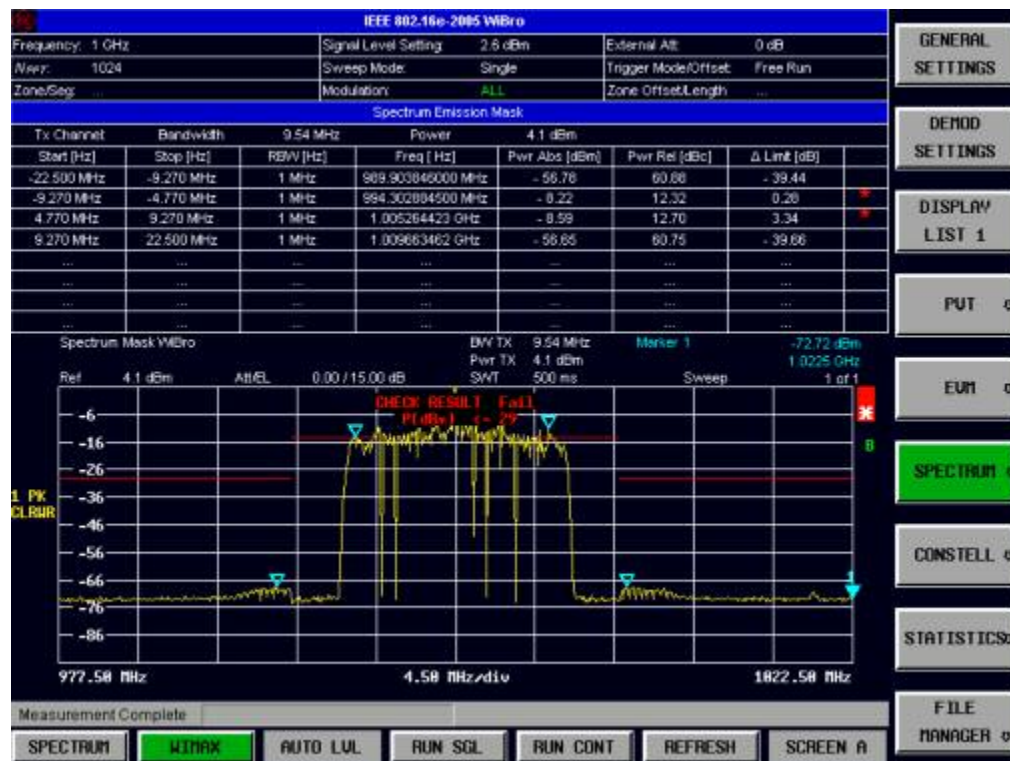 IEEE 802.16e-2005 WiBro
Frequency: 1 GHz Signal Level Setting: 2.6 dBm External Att: 0 dB
NFFT: 1024 Sweep Mode: Single Trigger Mode/Offset: Free Run
Zone/Seg: ... Modulation: ALL Zone Offset/Length ...
Spectrum Emission Mask
Tx Channel Bandwidth 9.54 MHz Power 4.1 dBm
Start [Hz] Stop [Hz] RBW [Hz] Freq [ Hz] Pwr Abs [dBm] Pwr Rel [dBc] Δ Limit [dB]
-22.500 MHz -9.270 MHz 1 MHz 989.903846000 MHz - 56.78 60.88 - 39.44
-9.270 MHz -4.770 MHz 1 MHz 994.302884500 MHz - 8.22 12.32 0.28 *
4.770 MHz 9.270 MHz 1 MHz 1.005264423 GHz - 8.59 12.70 3.34 *
9.270 MHz 22.500 MHz 1 MHz 1.009663462 GHz - 56.65 60.75 - 39.66
... ... ... ... ... ... ...
... ... ... ... ... ... ...
... ... ... ... ... ... ...
... ... ... ... ... ... ...
Spectrum Mask WiBro BW TX 9.54 MHz Marker 1 -72.72 dBm
Pwr TX 4.1 dBm 1.0225 GHz
Ref 4.1 dBm Att/EL 0.00 / 15.00 dB SWT 500 ms Sweep 1 of 1
CHECK RESULT Fail
P[dBm] <= 29
-6
-16
B
-26
-36
1 PK
CLRWR
-46
-56
-66
1
-76
-86
977.50 MHz 4.50 MHz/div 1022.50 MHz
Measurement Complete
SPECTRUM WIMAX AUTO LVL RUN SGL RUN CONT REFRESH SCREEN A
GENERAL
SETTINGS
DEMOD
SETTINGS
DISPLAY
LIST 1
PVT
EVM
SPECTRUM
CONSTELL
STATISTICS
FILE
MANAGER